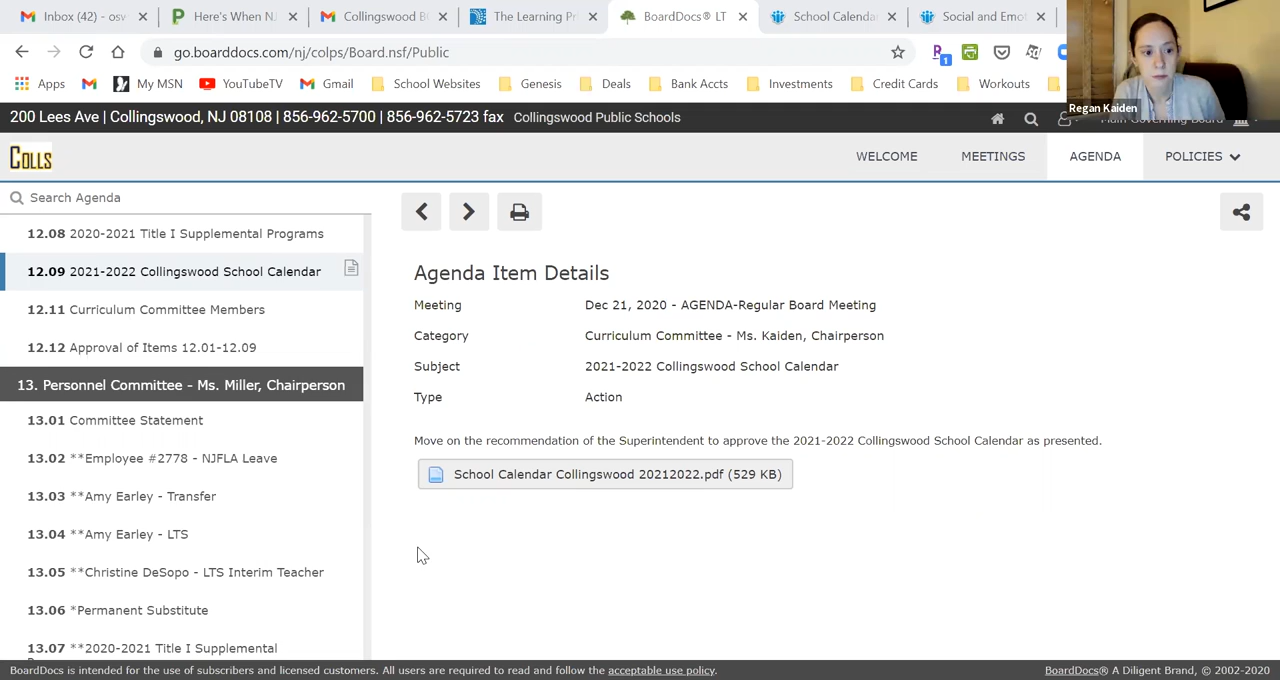 Inbox (42) - osw
Here's When NJ
Collingswood BC
The Learning Pr
BoardDocs® LT
School Calenda
Social and Emot
go.boarddocs.com/nj/colps/Board.nsf/Public
1
Apps
My MSN
YouTubeTV
Gmail
School Websites
Genesis
Deals
Bank Accts
Investments
Credit Cards
Workouts
Regan Kaiden
200 Lees Ave | Collingswood, NJ 08108 | 856-962-5700 | 856-962-5723 fax Collingswood Public Schools
Main Governing Board
COLLS
WELCOME MEETINGS AGENDA POLICIES
Search Agenda
12.08 2020-2021 Title I Supplemental Programs
12.09 2021-2022 Collingswood School Calendar
12.11 Curriculum Committee Members
12.12 Approval of Items 12.01-12.09
13. Personnel Committee - Ms. Miller, Chairperson
13.01 Committee Statement
13.02 **Employee #2778 - NJFLA Leave
13.03 **Amy Earley - Transfer
13.04 **Amy Earley - LTS
13.05 **Christine DeSopo - LTS Interim Teacher
13.06 *Permanent Substitute
13.07 **2020-2021 Title I Supplemental
Agenda Item Details
Meeting Dec 21, 2020 - AGENDA-Regular Board Meeting
Category Curriculum Committee - Ms. Kaiden, Chairperson
Subject 2021-2022 Collingswood School Calendar
Type Action
Move on the recommendation of the Superintendent to approve the 2021-2022 Collingswood School Calendar as presented.
School Calendar Collingswood 20212022.pdf (529 KB)
BoardDocs is intended for the use of subscribers and licensed customers. All users are required to read and follow the acceptable use policy.
BoardDocs® A Diligent Brand, © 2002-2020